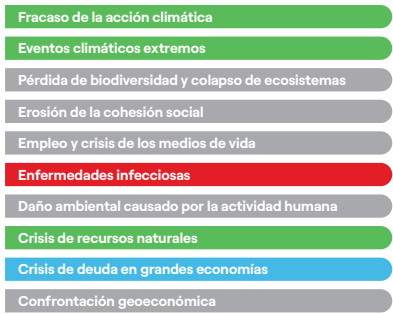 Fracaso de la acción climática
Eventos climáticos extremos
Pérdida de biodiversidad y colapso de ecosistemas
Erosión de la cohesión social
Empleo y crisis de los medios de vida
Enfermedades infecciosas
Daño ambiental causado por la actividad humana
Crisis de recursos naturales
Crisis de deuda en grandes economías
Confrontación geoeconómica